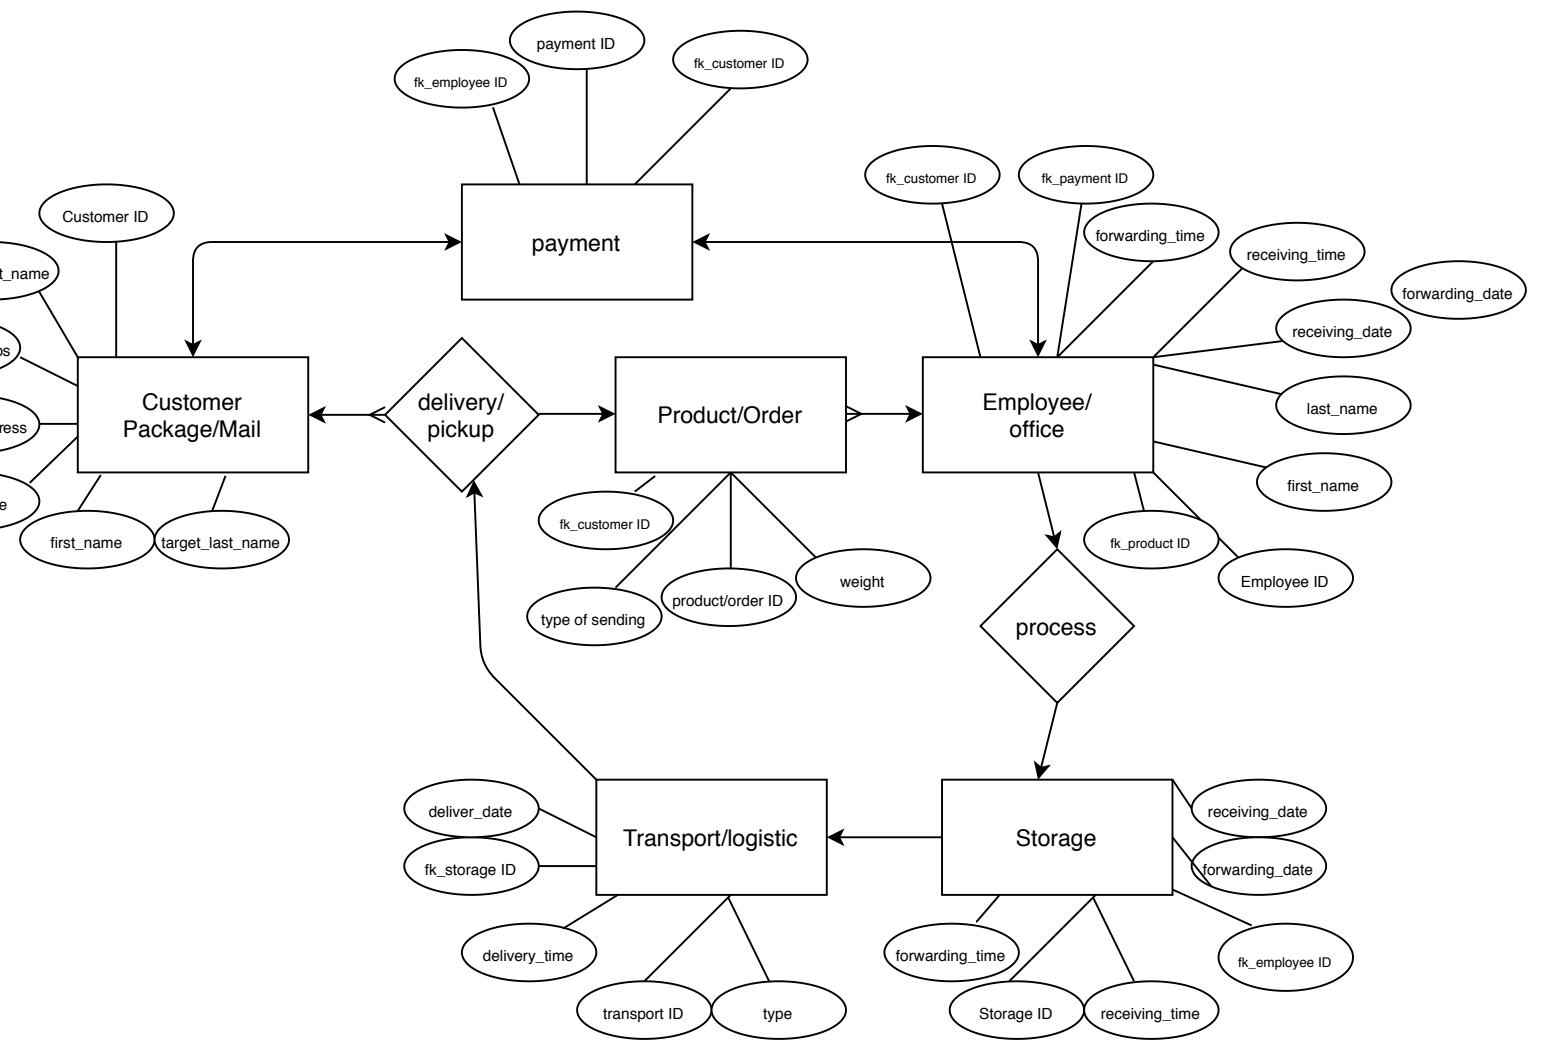 payment ID
fk_employee ID
fk_customer ID
payment
Customer ID
t_name
os
ress
e
Customer
Package/Mail
first_name
target_last_name
delivery/
pickup
Product/Order
fk_customer ID
type of sending
product/order ID
weight
fk_customer ID
fk_payment ID
forwarding_time
receiving_time
forwarding_date
receiving_date
last_name
first_name
Employee/
office
fk_product ID
Employee ID
process
deliver_date
fk_storage ID
delivery_time
transport ID
type
Transport/logistic
Storage
receiving_date
forwarding_date
fk_employee ID
forwarding_time
Storage ID
receiving_time